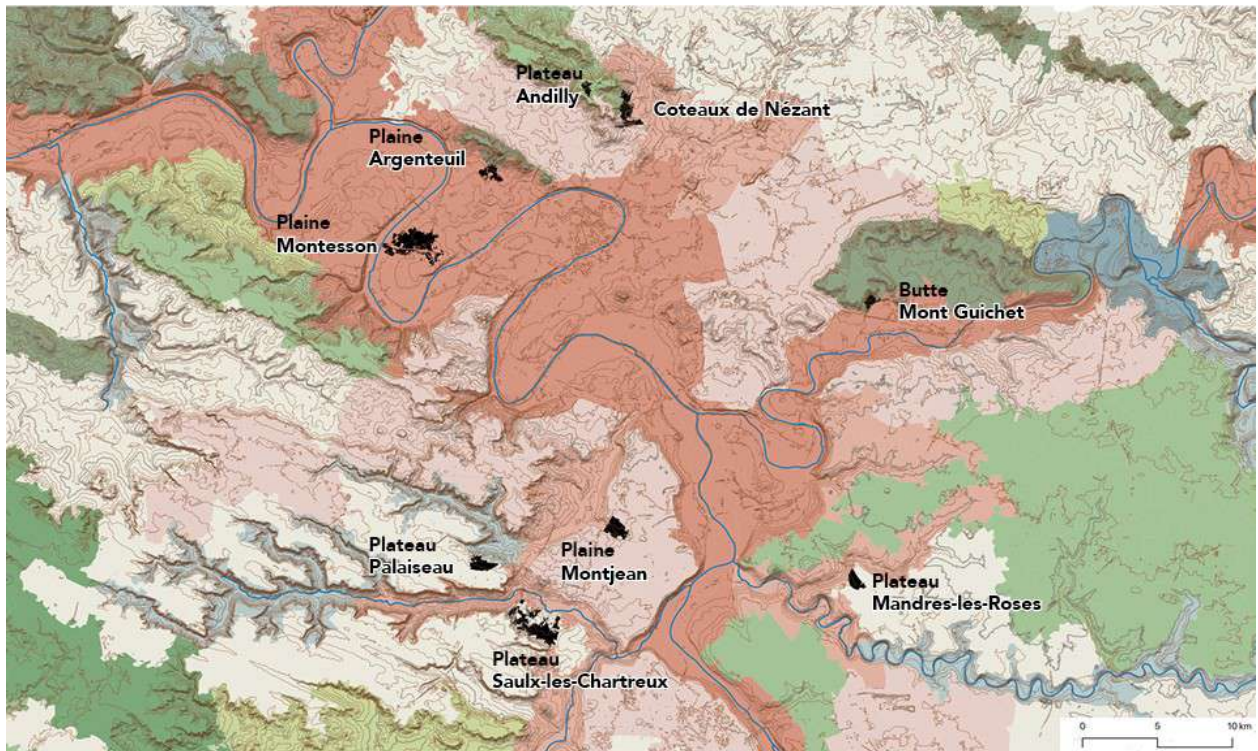 Plateau
Andilly
Coteaux de Nézant
Plaine
Argenteuil
Plaine
Montesson
Butte
Mont Guichet
Plateau
Palaiseau
Plaine
Montjean
Plateau
Mandres-les-Roses
Plateau
Saulx-les-Chartreux
0 5 10 km